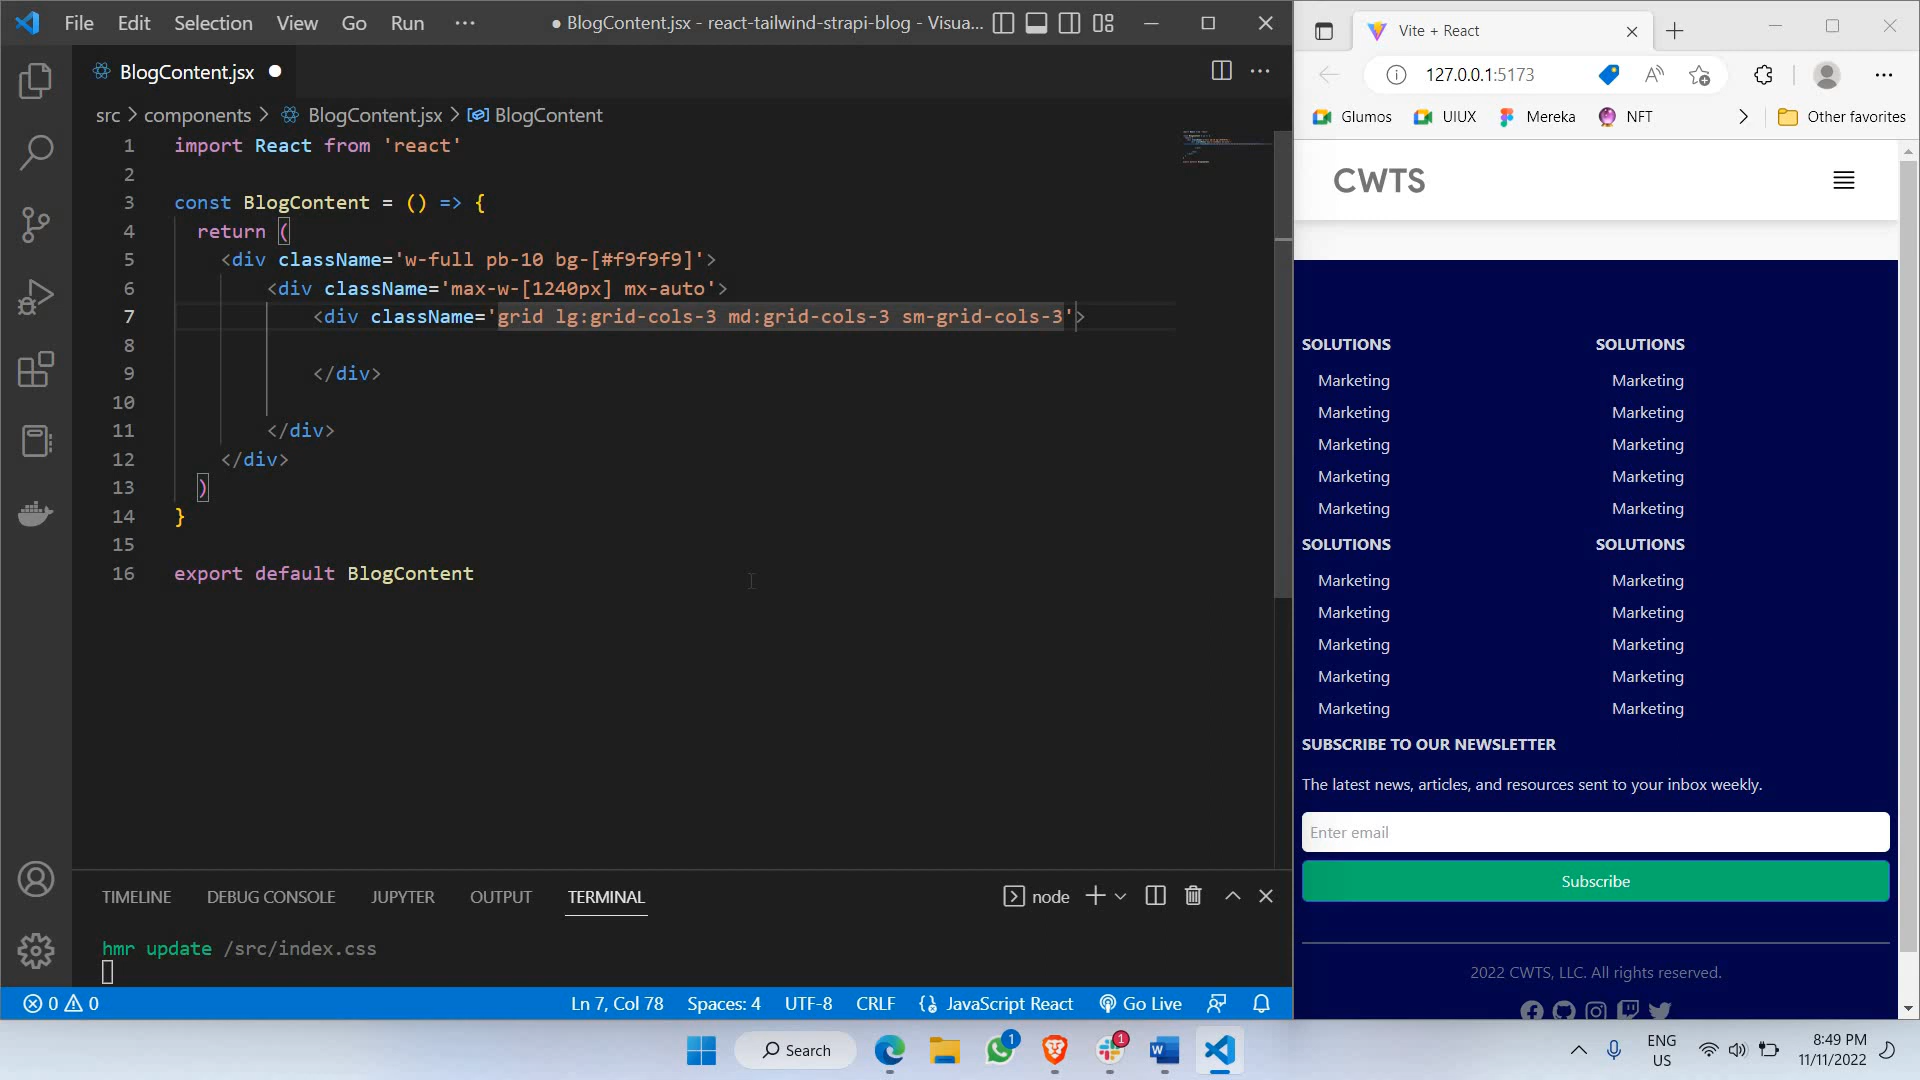 File Edit Selection View Go Run ···
● BlogContent.jsx - react-tailwind-strapi-blog - Visua...
BlogContent.jsx
src > components > BlogContent.jsx > BlogContent
1 import React from 'react'
2
3 const BlogContent = () => {
4 return (
5 <div className='w-full pb-10 bg-[#f9f9f9]'>
6 <div className='max-w-[1240px] mx-auto'>
7 <div className='grid lg:grid-cols-3 md:grid-cols-3 sm-grid-cols-3'>
8
9 </div>
10
11 </div>
12 </div>
13 )
14 }
15
16 export default BlogContent
TIMELINE DEBUG CONSOLE JUPYTER OUTPUT TERMINAL
node
hmr update /src/index.css
0 0
Ln 7, Col 78 Spaces: 4 UTF-8 CRLF JavaScript React Go Live
Vite + React
127.0.0.1:5173
Glumos UIUX Mereka NFT Other favorites
CWTS
SOLUTIONS SOLUTIONS
Marketing Marketing
Marketing Marketing
Marketing Marketing
Marketing Marketing
Marketing Marketing
SOLUTIONS SOLUTIONS
Marketing Marketing
Marketing Marketing
Marketing Marketing
Marketing Marketing
Marketing Marketing
SUBSCRIBE TO OUR NEWSLETTER
The latest news, articles, and resources sent to your inbox weekly.
Enter email
Subscribe
2022 CWTS, LLC. All rights reserved.
Search
1
1
ENG
US
8:49 PM
11/11/2022